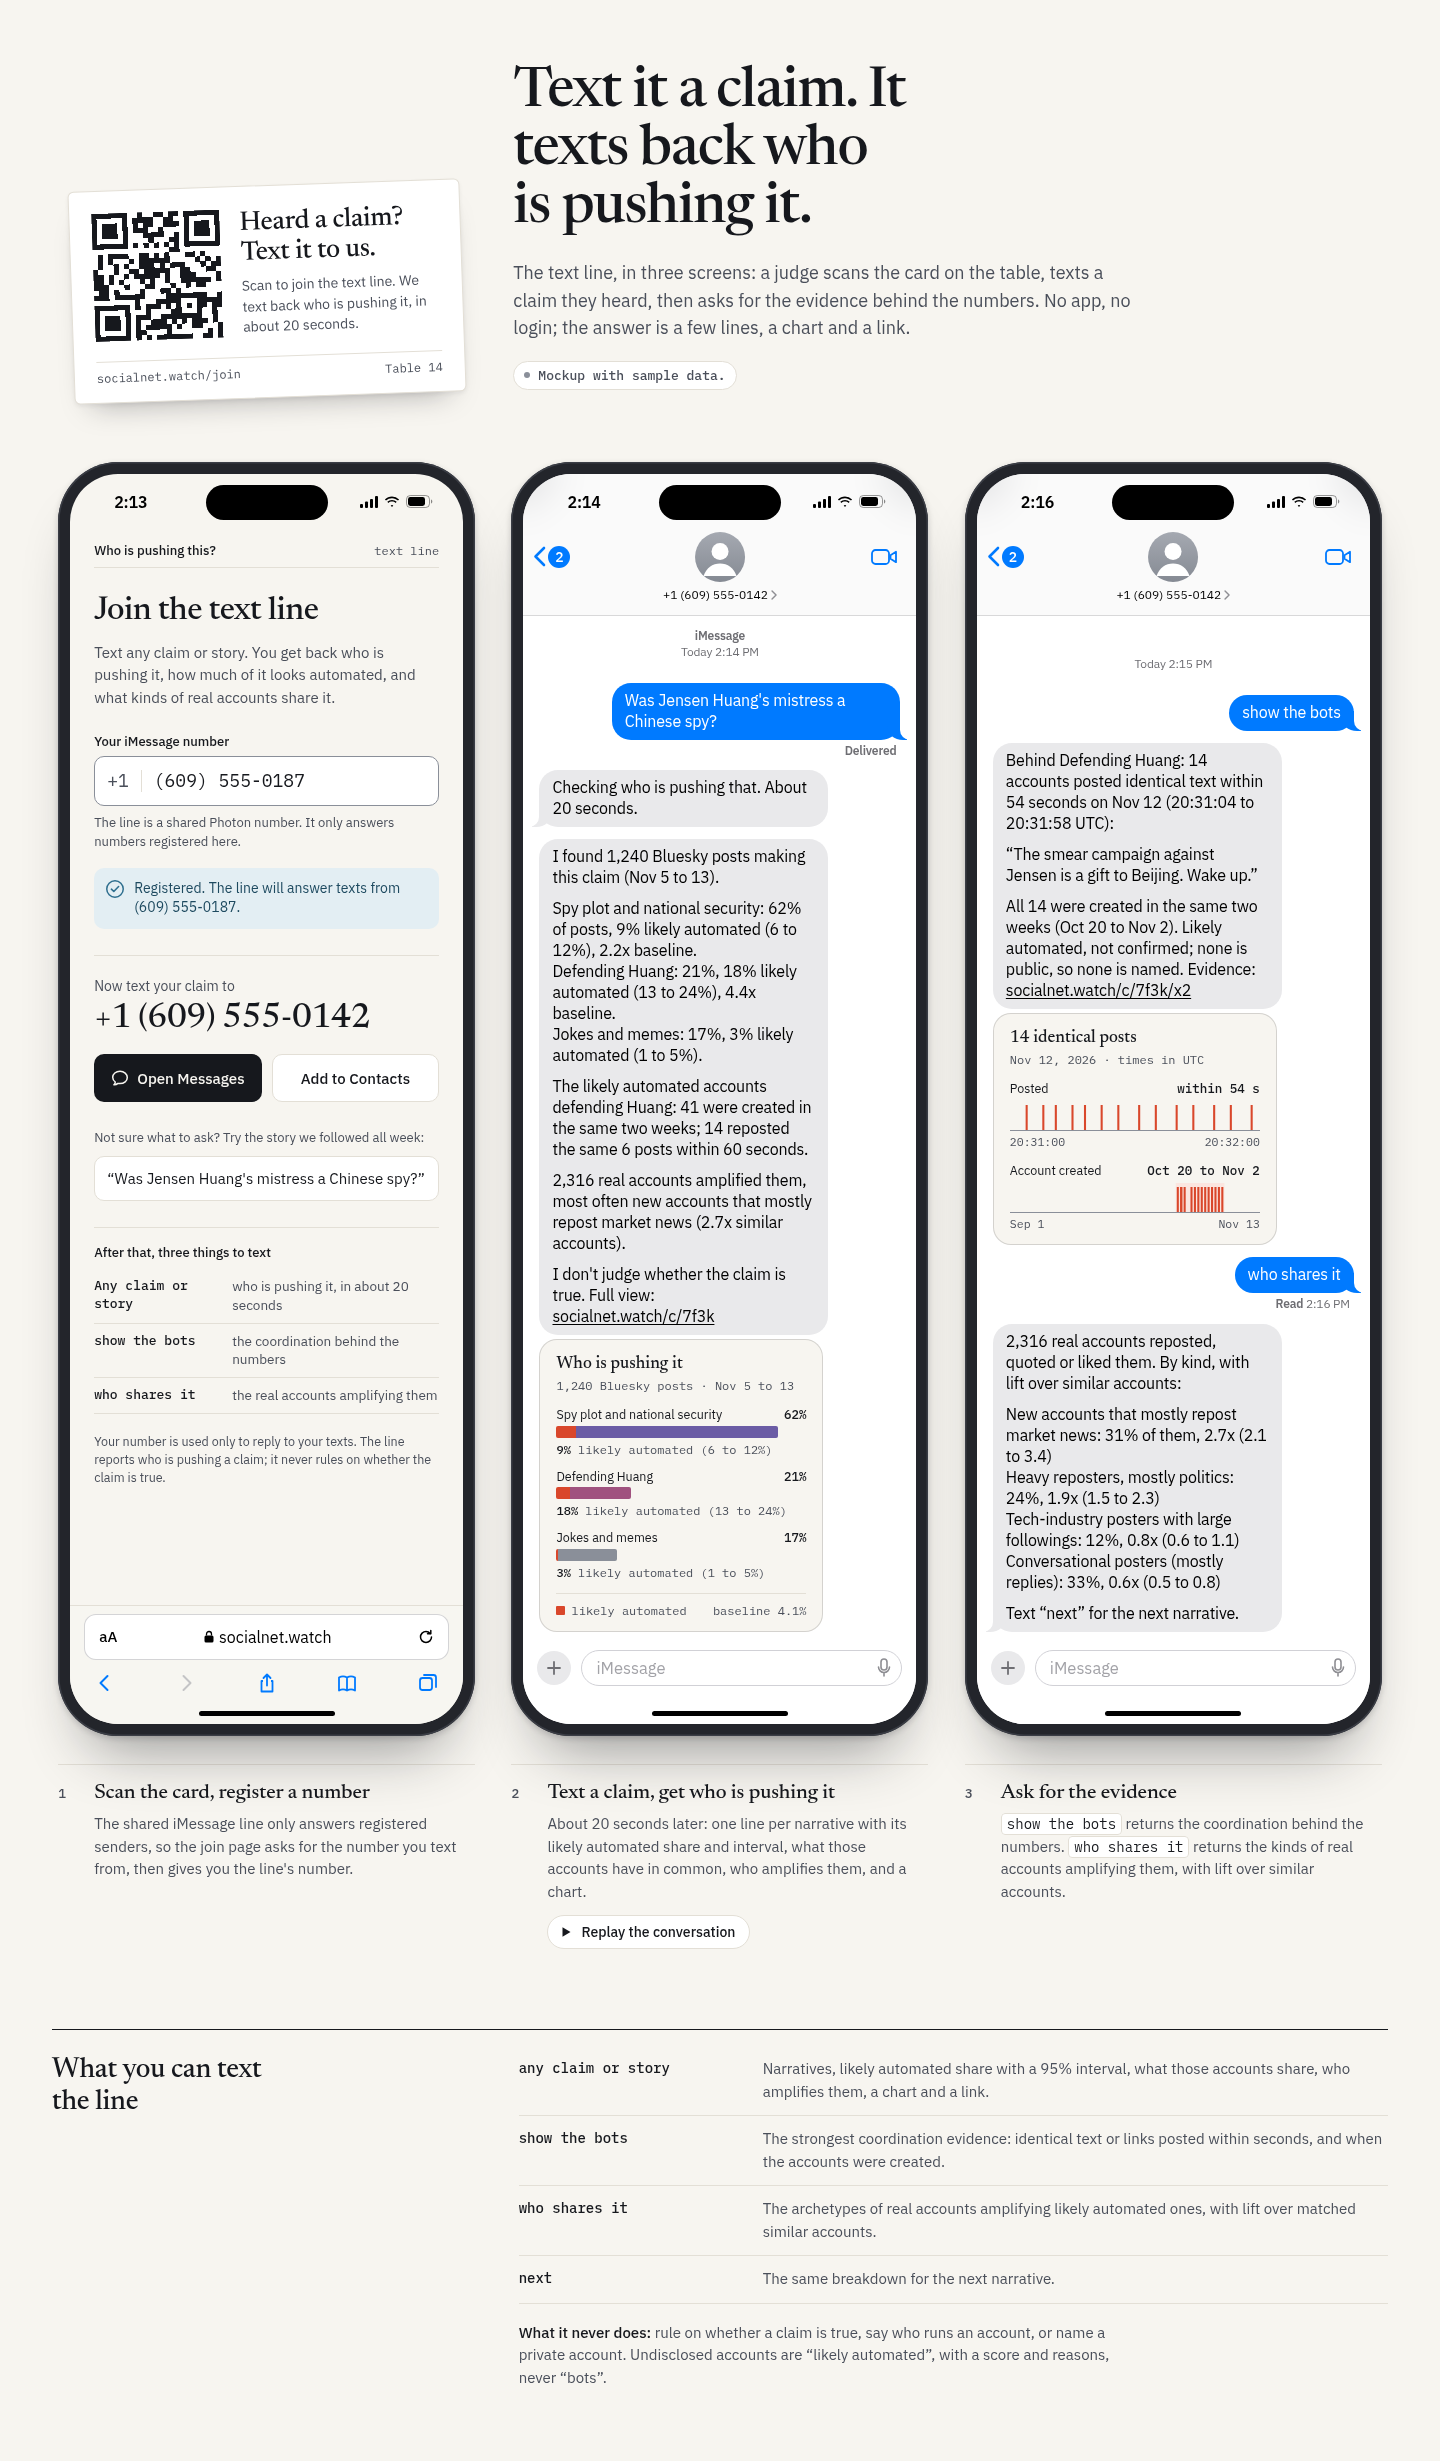 Text it a claim. It
texts back who
is pushing it.
The text line, in three screens: a judge scans the card on the table, texts a
claim they heard, then asks for the evidence behind the numbers. No app, no
login; the answer is a few lines, a chart and a link.
Mockup with sample data.
Heard a claim?
Text it to us.
Scan to join the text line. We
text back who is pushing it, in
about 20 seconds.
socialnet.watch/join
Table 14
2:13
Who is pushing this?
text line
Join the text line
Text any claim or story. You get back who is
pushing it, how much of it looks automated, and
what kinds of real accounts share it.
Your iMessage number
+1
(609) 555-0187
The line is a shared Photon number. It only answers
numbers registered here.
Registered. The line will answer texts from
(609) 555-0187.
Now text your claim to
+1 (609) 555-0142
Open Messages
Add to Contacts
Not sure what to ask? Try the story we followed all week:
“Was Jensen Huang's mistress a Chinese spy?”
After that, three things to text
Any claim or
story
who is pushing it, in about 20
seconds
show the bots
the coordination behind the
numbers
who shares it
the real accounts amplifying them
Your number is used only to reply to your texts. The line
reports who is pushing a claim; it never rules on whether the
claim is true.
aA
socialnet.watch
2:14
2
+1 (609) 555-0142
iMessage
Today 2:14 PM
Was Jensen Huang's mistress a
Chinese spy?
Delivered
Checking who is pushing that. About
20 seconds.
I found 1,240 Bluesky posts making
this claim (Nov 5 to 13).
Spy plot and national security: 62%
of posts, 9% likely automated (6 to
12%), 2.2x baseline.
Defending Huang: 21%, 18% likely
automated (13 to 24%), 4.4x
baseline.
Jokes and memes: 17%, 3% likely
automated (1 to 5%).
The likely automated accounts
defending Huang: 41 were created in
the same two weeks; 14 reposted
the same 6 posts within 60 seconds.
2,316 real accounts amplified them,
most often new accounts that mostly
repost market news (2.7x similar
accounts).
I don't judge whether the claim is
true. Full view:
socialnet.watch/c/7f3k
Who is pushing it
1,240 Bluesky posts · Nov 5 to 13
Spy plot and national security
62%
9% likely automated (6 to 12%)
Defending Huang
21%
18% likely automated (13 to 24%)
Jokes and memes
17%
3% likely automated (1 to 5%)
likely automated
baseline 4.1%
iMessage
2:16
2
+1 (609) 555-0142
Today 2:15 PM
show the bots
Behind Defending Huang: 14
accounts posted identical text within
54 seconds on Nov 12 (20:31:04 to
20:31:58 UTC):
“The smear campaign against
Jensen is a gift to Beijing. Wake up.”
All 14 were created in the same two
weeks (Oct 20 to Nov 2). Likely
automated, not confirmed; none is
public, so none is named. Evidence:
socialnet.watch/c/7f3k/x2
14 identical posts
Nov 12, 2026 · times in UTC
Posted
within 54 s
20:31:00
20:32:00
Account created
Oct 20 to Nov 2
Sep 1
Nov 13
who shares it
Read 2:16 PM
2,316 real accounts reposted,
quoted or liked them. By kind, with
lift over similar accounts:
New accounts that mostly repost
market news: 31% of them, 2.7x (2.1
to 3.4)
Heavy reposters, mostly politics:
24%, 1.9x (1.5 to 2.3)
Tech-industry posters with large
followings: 12%, 0.8x (0.6 to 1.1)
Conversational posters (mostly
replies): 33%, 0.6x (0.5 to 0.8)
Text “next” for the next narrative.
iMessage
1
Scan the card, register a number
The shared iMessage line only answers registered
senders, so the join page asks for the number you text
from, then gives you the line's number.
2
Text a claim, get who is pushing it
About 20 seconds later: one line per narrative with its
likely automated share and interval, what those
accounts have in common, who amplifies them, and a
chart.
Replay the conversation
3
Ask for the evidence
show the bots returns the coordination behind the
numbers. who shares it returns the kinds of real
accounts amplifying them, with lift over similar
accounts.
What you can text
the line
any claim or story
Narratives, likely automated share with a 95% interval, what those accounts share, who
amplifies them, a chart and a link.
show the bots
The strongest coordination evidence: identical text or links posted within seconds, and when
the accounts were created.
who shares it
The archetypes of real accounts amplifying likely automated ones, with lift over matched
similar accounts.
next
The same breakdown for the next narrative.
What it never does: rule on whether a claim is true, say who runs an account, or name a
private account. Undisclosed accounts are “likely automated”, with a score and reasons,
never “bots”.